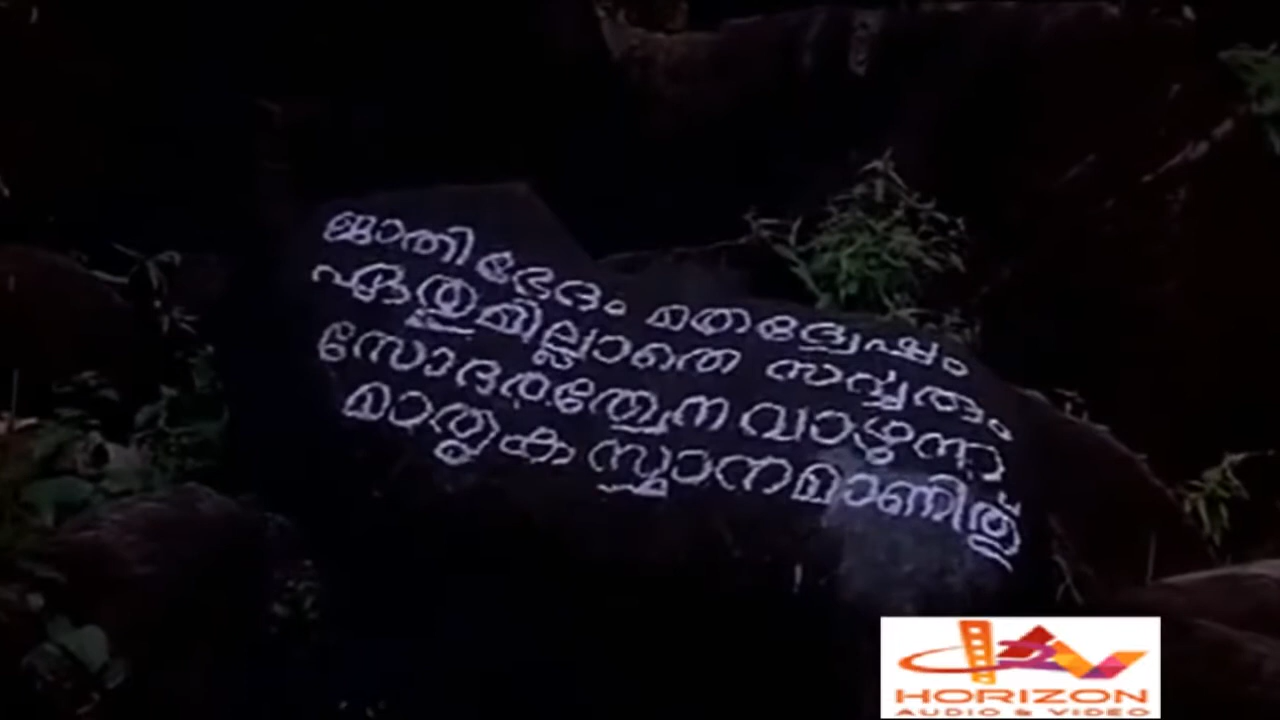 ജാതി ഭേദം മതദ്വേഷം
ഏതുമില്ലാതെ സർവ്വരും
സോദരത്വേന വാഴുന്ന
മാതൃക സ്ഥാനമാണിത്
HORIZON
AUDIO & VIDEO